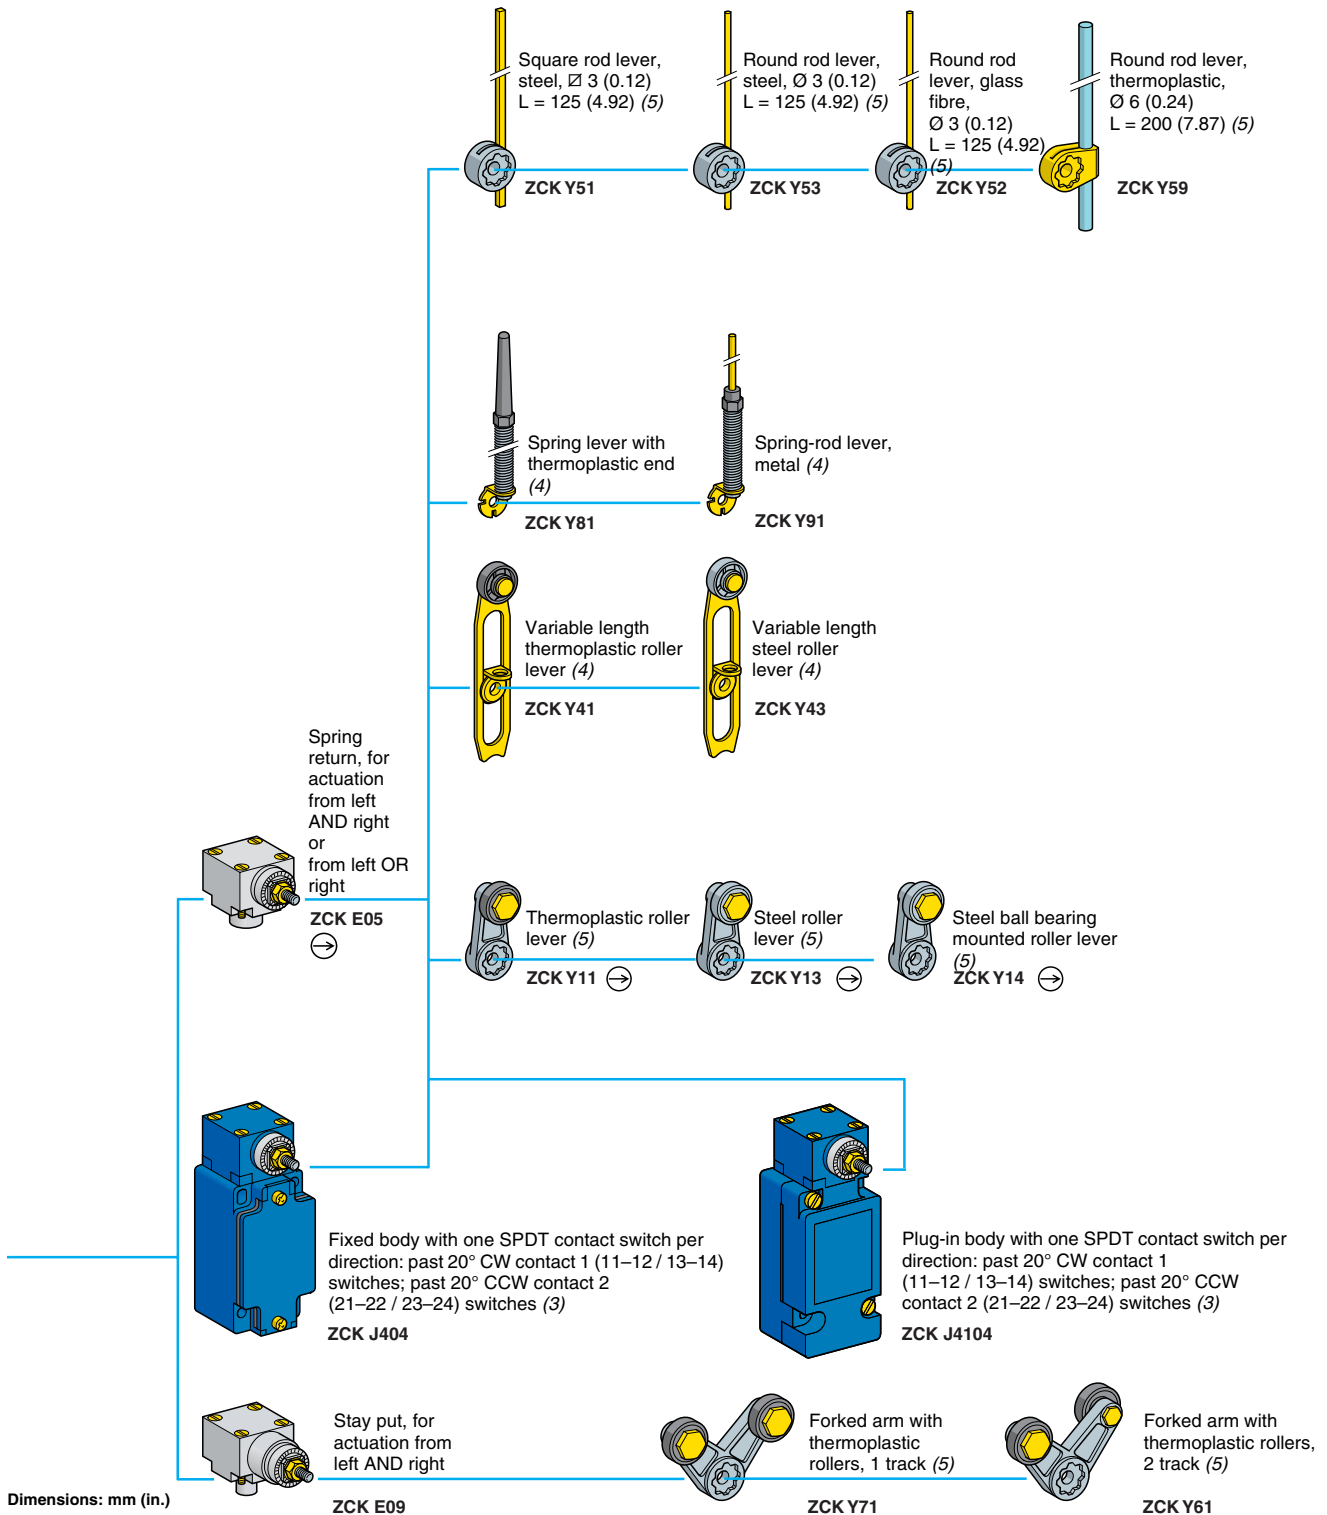 Square rod lever,
steel, ⌀ 3 (0.12)
L = 125 (4.92) (5)
ZCK Y51
Round rod lever,
steel, Ø 3 (0.12)
L = 125 (4.92) (5)
ZCK Y53
Round rod
lever, glass
fibre,
Ø 3 (0.12)
L = 125 (4.92)
(5)
ZCK Y52
Round rod lever,
thermoplastic,
Ø 6 (0.24)
L = 200 (7.87) (5)
ZCK Y59
Spring lever with
thermoplastic end
(4)
ZCK Y81
Spring-rod lever,
metal (4)
ZCK Y91
Variable length
thermoplastic roller
lever (4)
ZCK Y41
Variable length
steel roller
lever (4)
ZCK Y43
Spring
return, for
actuation
from left
AND right
or
from left OR
right
ZCK E05
Thermoplastic roller
lever (5)
ZCK Y11
Steel roller
lever (5)
ZCK Y13
Steel ball bearing
mounted roller lever
(5)
ZCK Y14
Fixed body with one SPDT contact switch per
direction: past 20° CW contact 1 (11–12 / 13–14)
switches; past 20° CCW contact 2
(21–22 / 23–24) switches (3)
ZCK J404
Plug-in body with one SPDT contact switch per
direction: past 20° CW contact 1
(11–12 / 13–14) switches; past 20° CCW
contact 2 (21–22 / 23–24) switches (3)
ZCK J4104
Stay put, for
actuation from
left AND right
ZCK E09
Forked arm with
thermoplastic
rollers, 1 track (5)
ZCK Y71
Forked arm with
thermoplastic rollers,
2 track (5)
ZCK Y61
Dimensions: mm (in.)